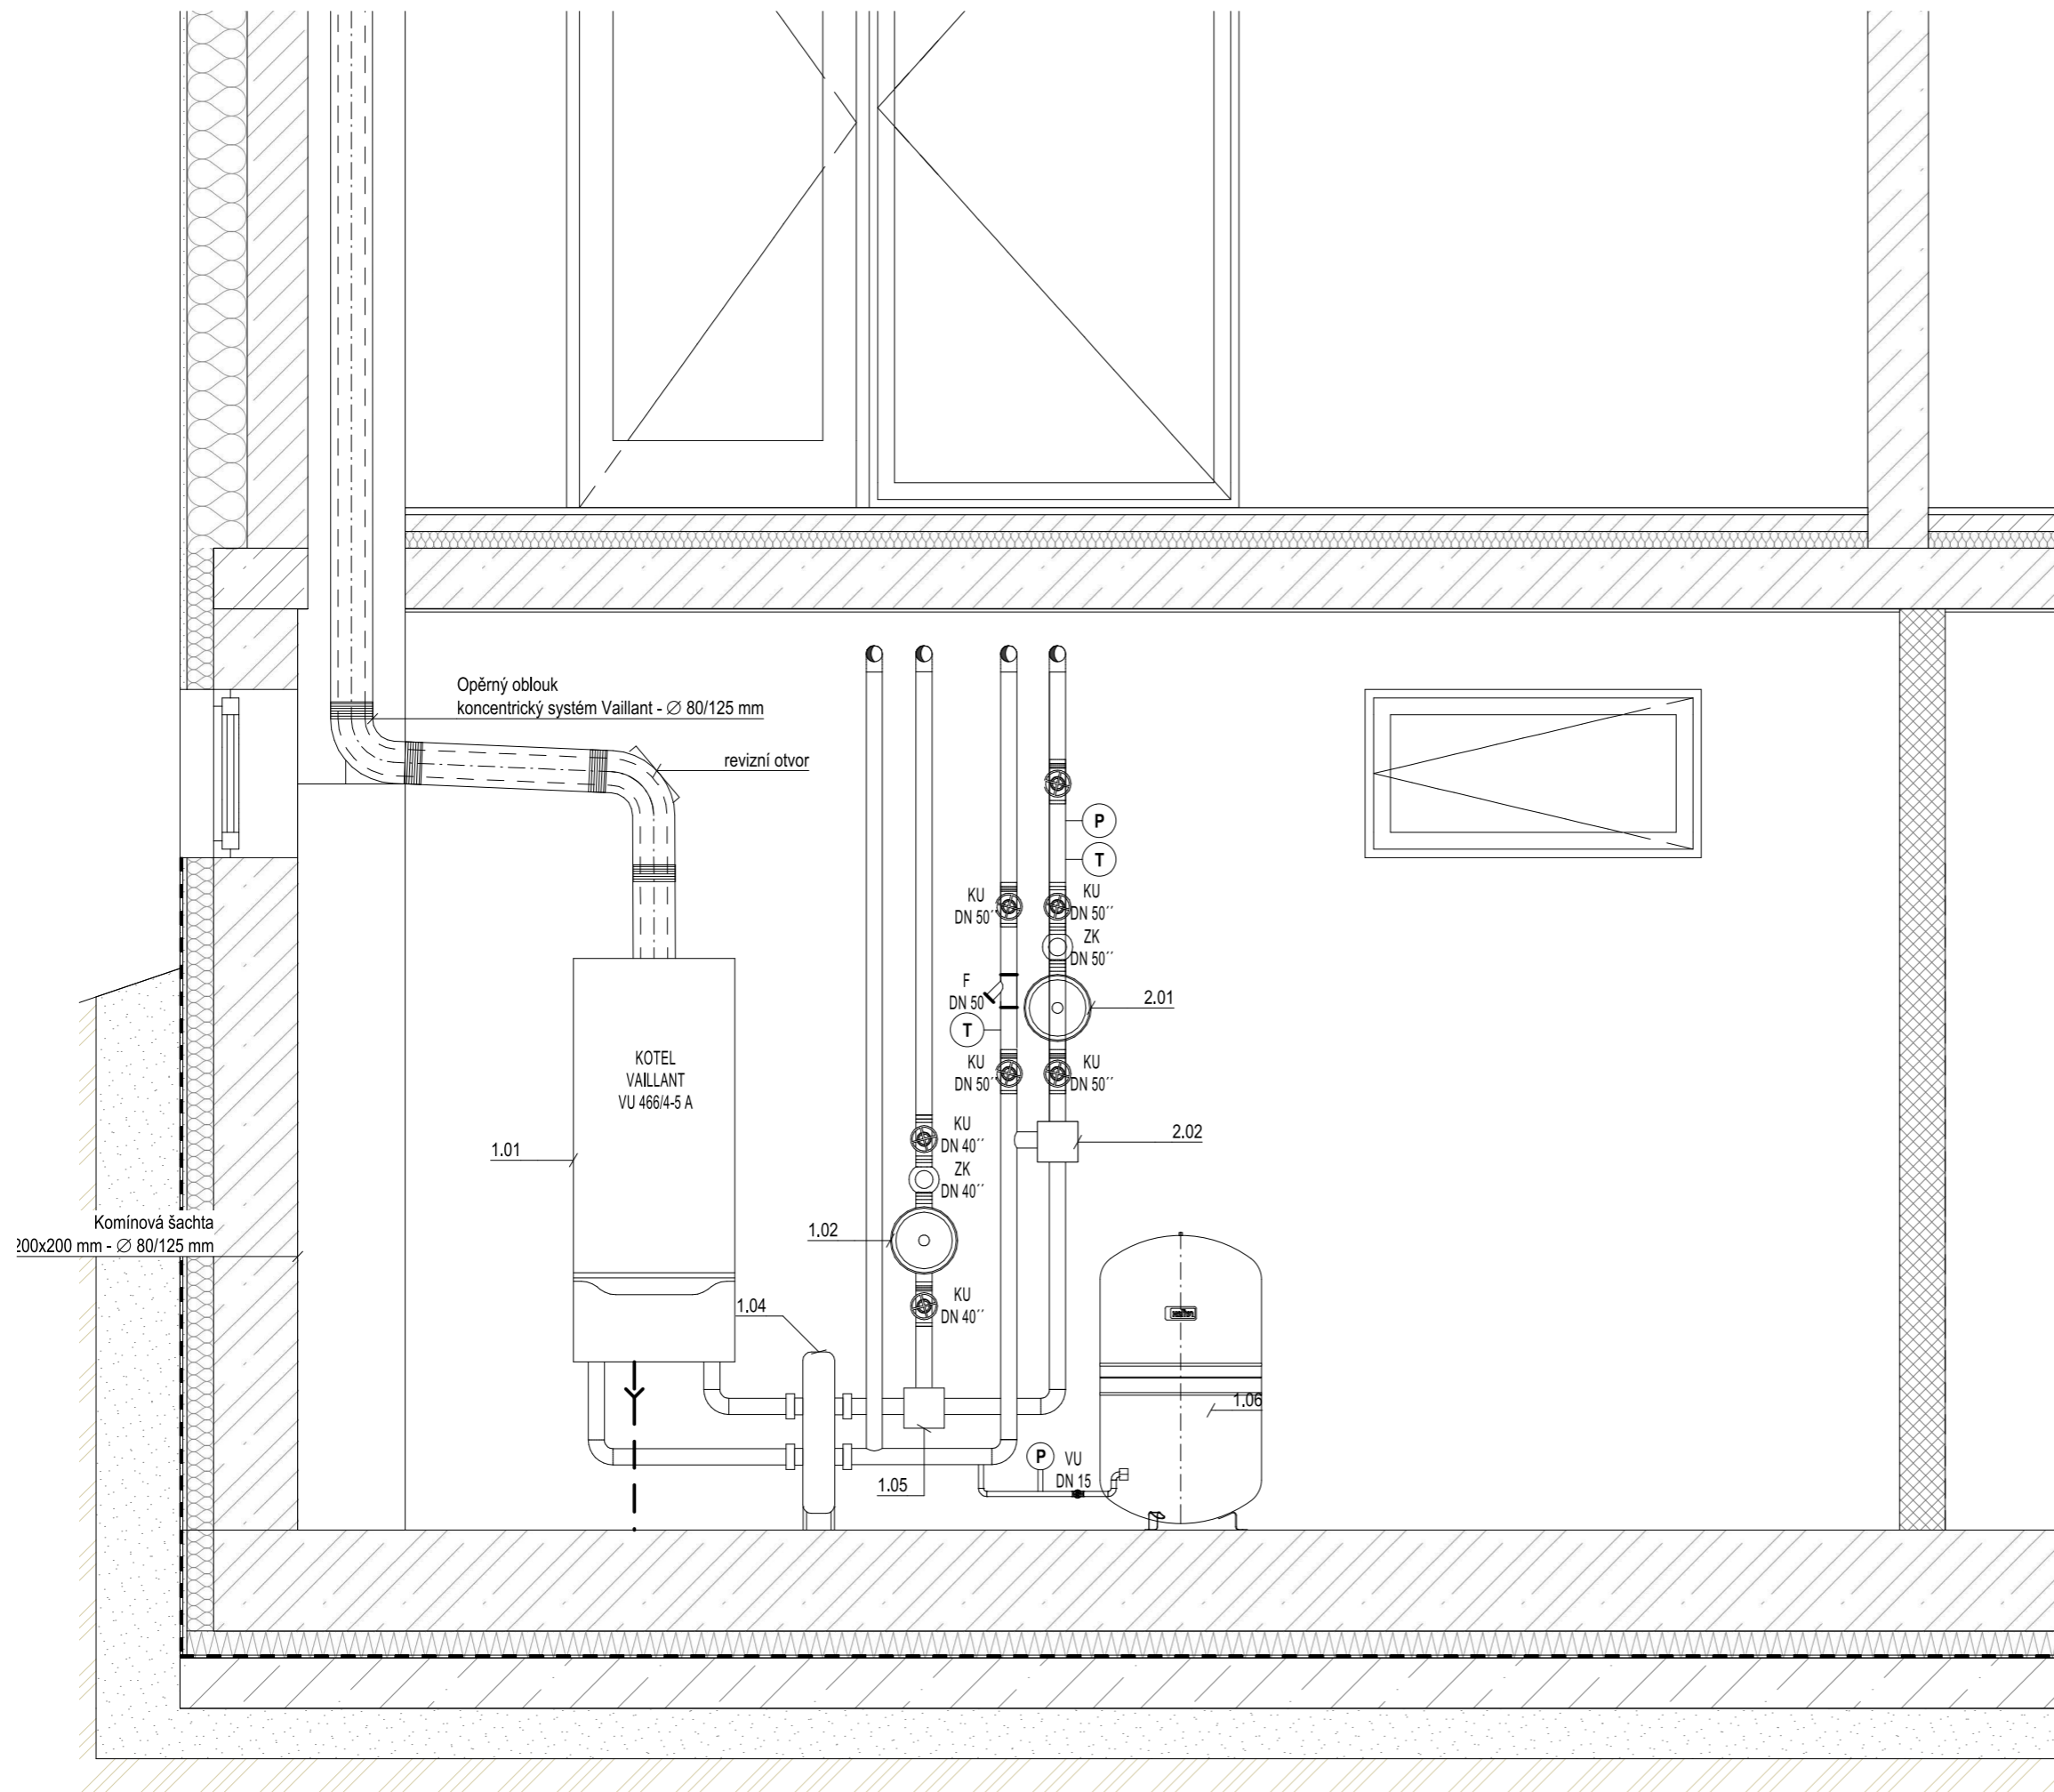 Opěrný oblouk
koncentrický systém Vaillant - ∅ 80/125 mm
revizní otvor
P
T
KU
DN 50´´
KU
DN 50´´
ZK
DN 50´´
F
DN 50
2.01
T
KOTEL
VAILLANT
VU 466/4-5 A
KU
DN 50´´
KU
DN 50´´
KU
DN 40´´
2.02
1.01
ZK
DN 40´´
Komínová šachta
200x200 mm - ∅ 80/125 mm
1.02
KU
DN 40´´
1.04
1.06
P
VU
DN 15
1.05